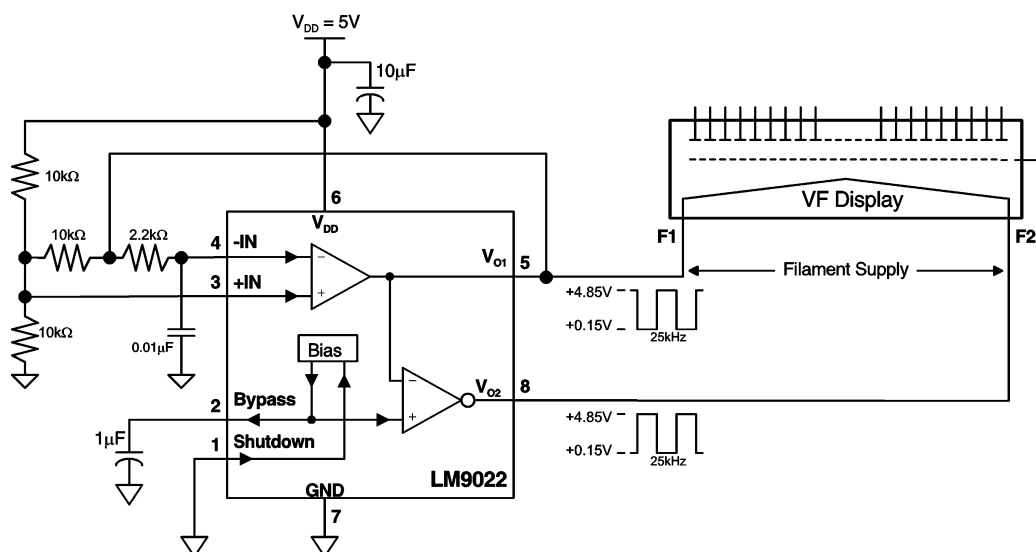 V_DD = 5V
10µF
10kΩ
6
V_DD
VF Display
10kΩ
2.2kΩ
4
-IN
V_O1
5
F1
F2
Filament Supply
3
+IN
+4.85V
+0.15V
25kHz
10kΩ
0.01µF
Bias
2
Bypass
V_O2
8
1µF
1
Shutdown
+4.85V
+0.15V
25kHz
LM9022
GND
7
−
+
−
+